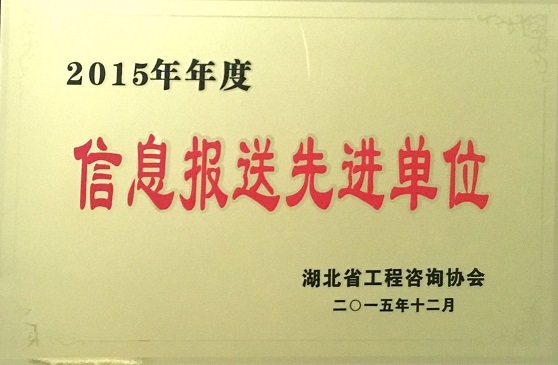 2015年年度
信息报送先进单位
湖北省工程咨询协会
二〇一五年十二月